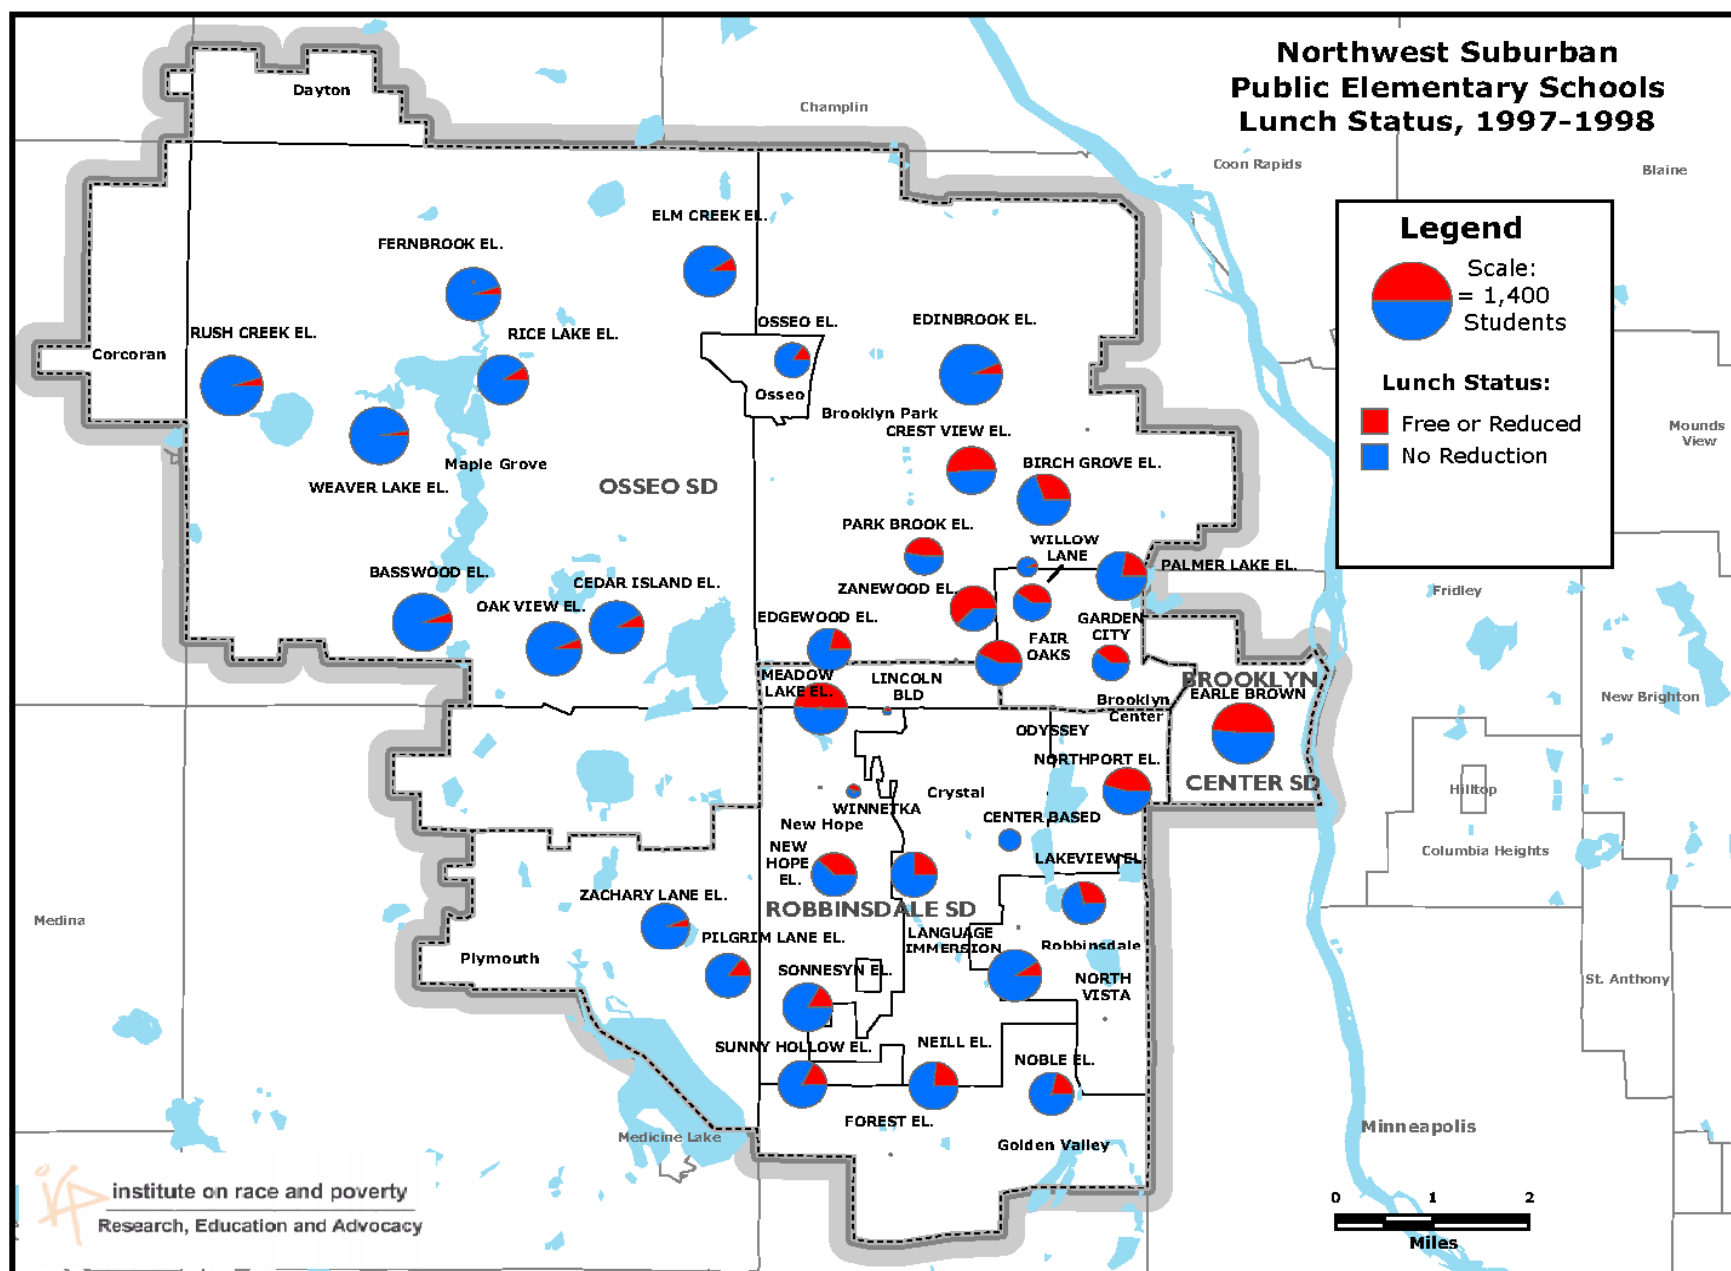 Northwest Suburban
Public Elementary Schools
Lunch Status, 1997-1998
Dayton
Champlin
Coon Rapids
Blaine
Legend
Scale:
= 1,400
Students
Lunch Status:
Free or Reduced
No Reduction
ELM CREEK EL.
FERNBROOK EL.
RUSH CREEK EL.
RICE LAKE EL.
OSSEO EL.
EDINBROOK EL.
Corcoran
Osseo
Brooklyn Park
CREST VIEW EL.
Mounds
View
Maple Grove
BIRCH GROVE EL.
WEAVER LAKE EL.
OSSEO SD
PARK BROOK EL.
WILLOW
LANE
PALMER LAKE EL.
BASSWOOD EL.
CEDAR ISLAND EL.
ZANEWOOD EL.
Fridley
OAK VIEW EL.
EDGEWOOD EL.
GARDEN
CITY
FAIR
OAKS
MEADOW
LAKE EL.
LINCOLN
BLD
BROOKLYN
EARLE BROWN
New Brighton
Brooklyn
Center
ODYSSEY
NORTHPORT EL.
CENTER SD
Hilltop
WINNETKA
Crystal
New Hope
CENTER BASED
NEW
HOPE
EL.
LAKEVIEW EL.
Columbia Heights
ZACHARY LANE EL.
ROBBINSDALE SD
Medina
PILGRIM LANE EL.
LANGUAGE
IMMERSION
Robbinsdale
Plymouth
SONNESYN EL.
NORTH
VISTA
St. Anthony
SUNNY HOLLOW EL.
NEILL EL.
NOBLE EL.
FOREST EL.
Medicine Lake
Golden Valley
Minneapolis
irp
institute on race and poverty
Research, Education and Advocacy
0 1 2
Miles